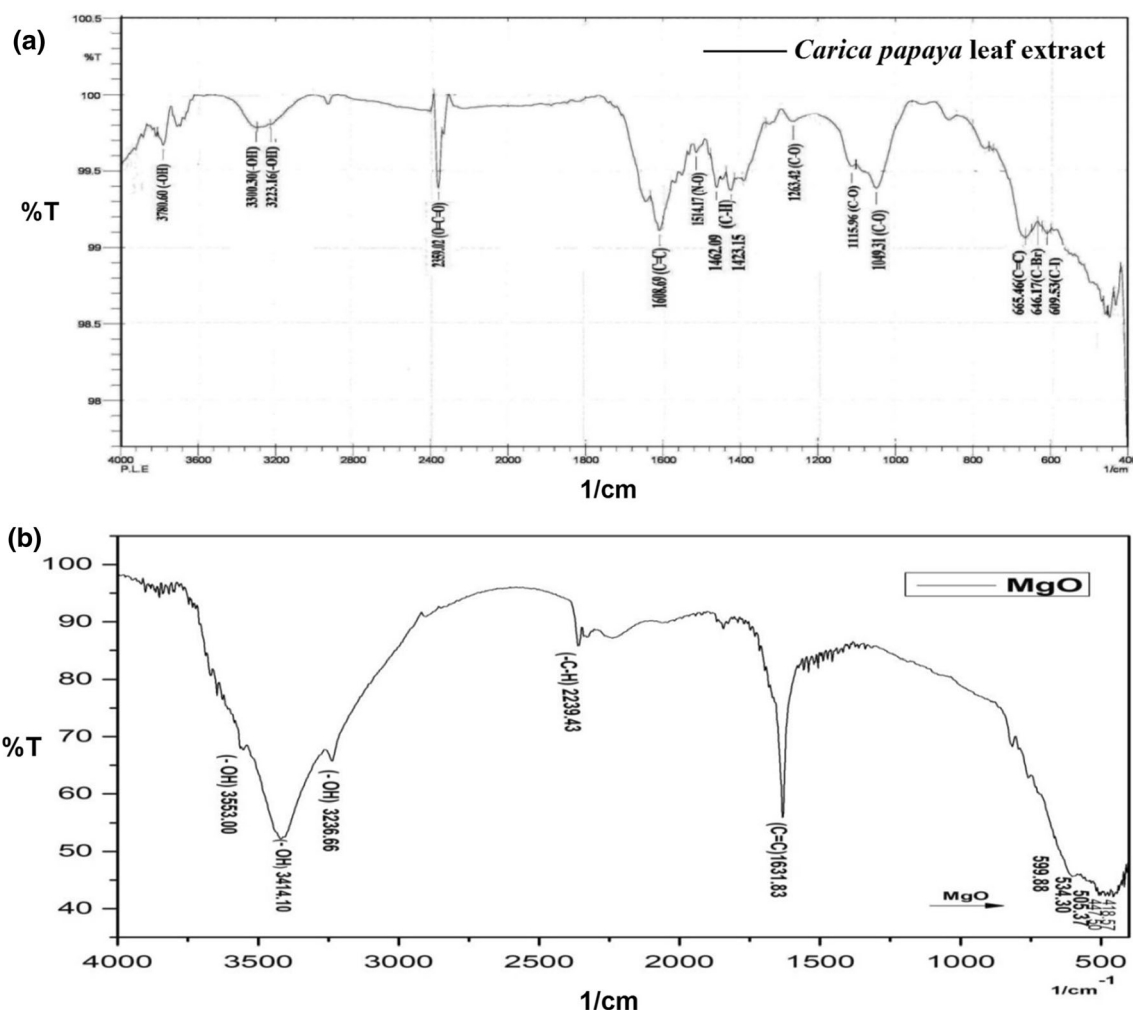 (a)
100.5
%T
Carica papaya leaf extract
100
99.5
%T
99
98.5
98
3780.60 (-OH)
3300.30(-OH)
3223.16(-OH)
2359.02 (O=C=O)
1608.69 (C=C)
1514.17 (N-O)
1462.09 (C-H)
1423.15
1263.42 (C-O)
1115.96 (C-O)
1049.31 (C-O)
665.46(C=C)
646.17(C-Br)
609.53(C-I)
4000 3600 3200 2800 2400 2000 1800 1600 1400 1200 1000 800 600 40
P.L.E 1/cm
1/cm
(b)
100
MgO
90
80
70
%T
60
50
40
(- OH) 3553.00
(- OH) 3414.10
(- OH) 3236.66
(-C-H) 2239.43
(C=C)1631.83
MgO
599.88
534.30
505.37
447.50
418.57
4000 3500 3000 2500 2000 1500 1000 500
1/cm-1
1/cm